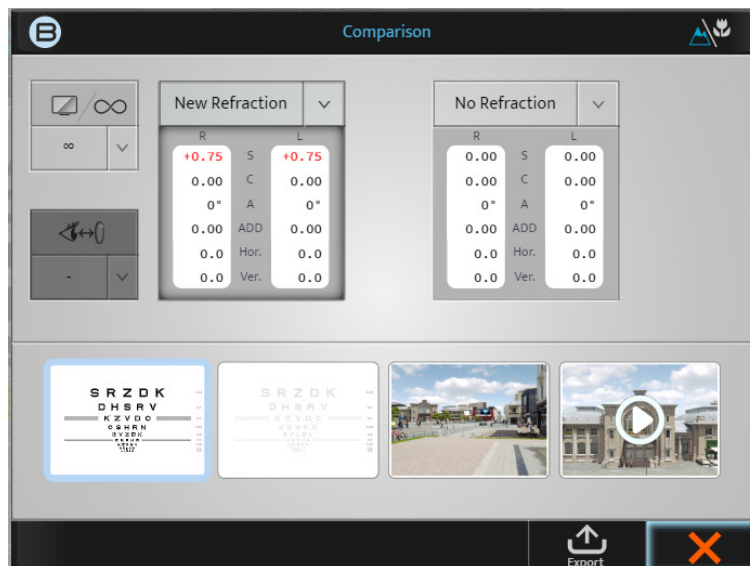 B
Comparison
∞
∞
-
New Refraction
R L
+0.75 S +0.75
0.00 C 0.00
0° A 0°
0.00 ADD 0.00
0.0 Hor. 0.0
0.0 Ver. 0.0
No Refraction
R L
0.00 S 0.00
0.00 C 0.00
0° A 0°
0.00 ADD 0.00
0.0 Hor. 0.0
0.0 Ver. 0.0
S R Z D K
D H S R V
K Z V D C
O S H R N
S R Z D K
D H S R V
K Z V D C
Export